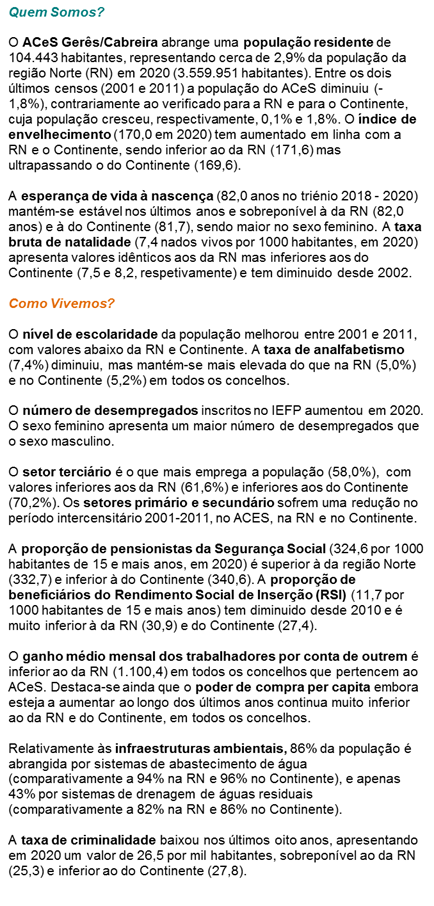 Quem Somos?
O ACeS Gerês/Cabreira abrange uma população residente de
104.443 habitantes, representando cerca de 2,9% da população da
região Norte (RN) em 2020 (3.559.951 habitantes). Entre os dois
últimos censos (2001 e 2011) a população do ACeS diminuiu (-
1,8%), contrariamente ao verificado para a RN e para o Continente,
cuja população cresceu, respectivamente, 0,1% e 1,8%. O índice de
envelhecimento (170,0 em 2020) tem aumentado em linha com a
RN e o Continente, sendo inferior ao da RN (171,6) mas
ultrapassando o do Continente (169,6).
A esperança de vida à nascença (82,0 anos no triénio 2018 - 2020)
mantém-se estável nos últimos anos e sobreponível à da RN (82,0
anos) e à do Continente (81,7), sendo maior no sexo feminino. A taxa
bruta de natalidade (7,4 nados vivos por 1000 habitantes, em 2020)
apresenta valores idênticos aos da RN mas inferiores aos do
Continente (7,5 e 8,2, respetivamente) e tem diminuido desde 2002.
Como Vivemos?
O nível de escolaridade da população melhorou entre 2001 e 2011,
com valores abaixo da RN e Continente. A taxa de analfabetismo
(7,4%) diminuiu, mas mantém-se mais elevada do que na RN (5,0%)
e no Continente (5,2%) em todos os concelhos.
O número de desempregados inscritos no IEFP aumentou em 2020.
O sexo feminino apresenta um maior número de desempregados que
o sexo masculino.
O setor terciário é o que mais emprega a população (58,0%), com
valores inferiores aos da RN (61,6%) e inferiores aos do Continente
(70,2%). Os setores primário e secundário sofrem uma redução no
período intercensitário 2001-2011, no ACES, na RN e no Continente.
A proporção de pensionistas da Segurança Social (324,6 por 1000
habitantes de 15 e mais anos, em 2020) é superior à da região Norte
(332,7) e inferior à do Continente (340,6). A proporção de
beneficiários do Rendimento Social de Inserção (RSI) (11,7 por
1000 habitantes de 15 e mais anos) tem diminuido desde 2010 e é
muito inferior à da RN (30,9) e do Continente (27,4).
O ganho médio mensal dos trabalhadores por conta de outrem é
inferior ao da RN (1.100,4) em todos os concelhos que pertencem ao
ACeS. Destaca-se ainda que o poder de compra per capita embora
esteja a aumentar ao longo dos últimos anos continua muito inferior
ao da RN e do Continente, em todos os concelhos.
Relativamente às infraestruturas ambientais, 86% da população é
abrangida por sistemas de abastecimento de água
(comparativamente a 94% na RN e 96% no Continente), e apenas
43% por sistemas de drenagem de águas residuais
(comparativamente a 82% na RN e 86% no Continente).
A taxa de criminalidade baixou nos últimos oito anos, apresentando
em 2020 um valor de 26,5 por mil habitantes, sobreponível ao da RN
(25,3) e inferior ao do Continente (27,8).